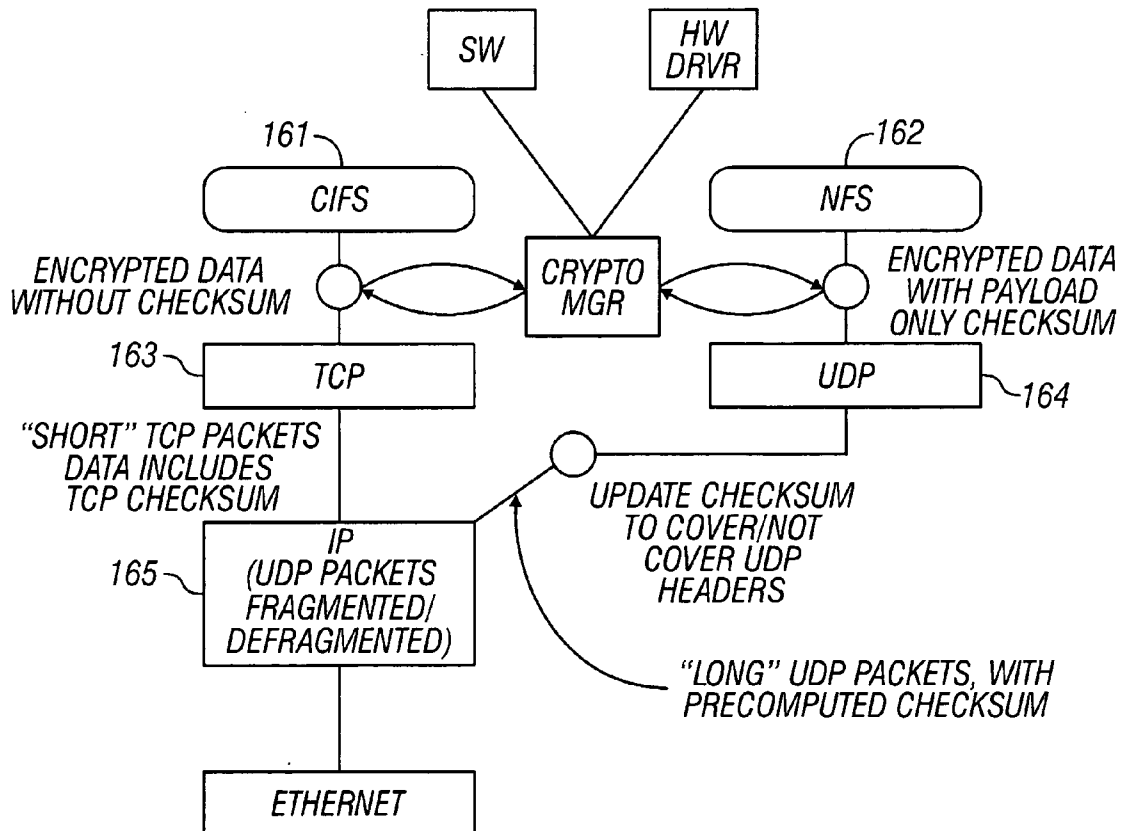 SW
HW
DRVR
161
162
CIFS
NFS
ENCRYPTED DATA
WITHOUT CHECKSUM
CRYPTO
MGR
ENCRYPTED DATA
WITH PAYLOAD
ONLY CHECKSUM
163
TCP
UDP
164
“SHORT” TCP PACKETS
DATA INCLUDES
TCP CHECKSUM
UPDATE CHECKSUM
TO COVER/NOT
COVER UDP
HEADERS
165
IP
(UDP PACKETS
FRAGMENTED/
DEFRAGMENTED)
“LONG” UDP PACKETS, WITH
PRECOMPUTED CHECKSUM
ETHERNET